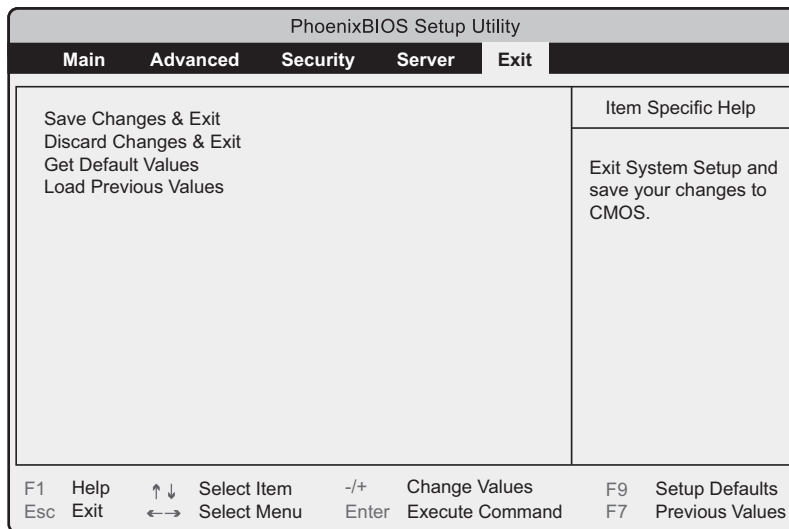 PhoenixBIOS Setup Utility
Main Advanced Security Server Exit
Save Changes & Exit
Discard Changes & Exit
Get Default Values
Load Previous Values
Item Specific Help
Exit System Setup and
save your changes to
CMOS.
F1 Help ↑↓ Select Item -/+ Change Values F9 Setup Defaults
Esc Exit ←→ Select Menu Enter Execute Command F7 Previous Values